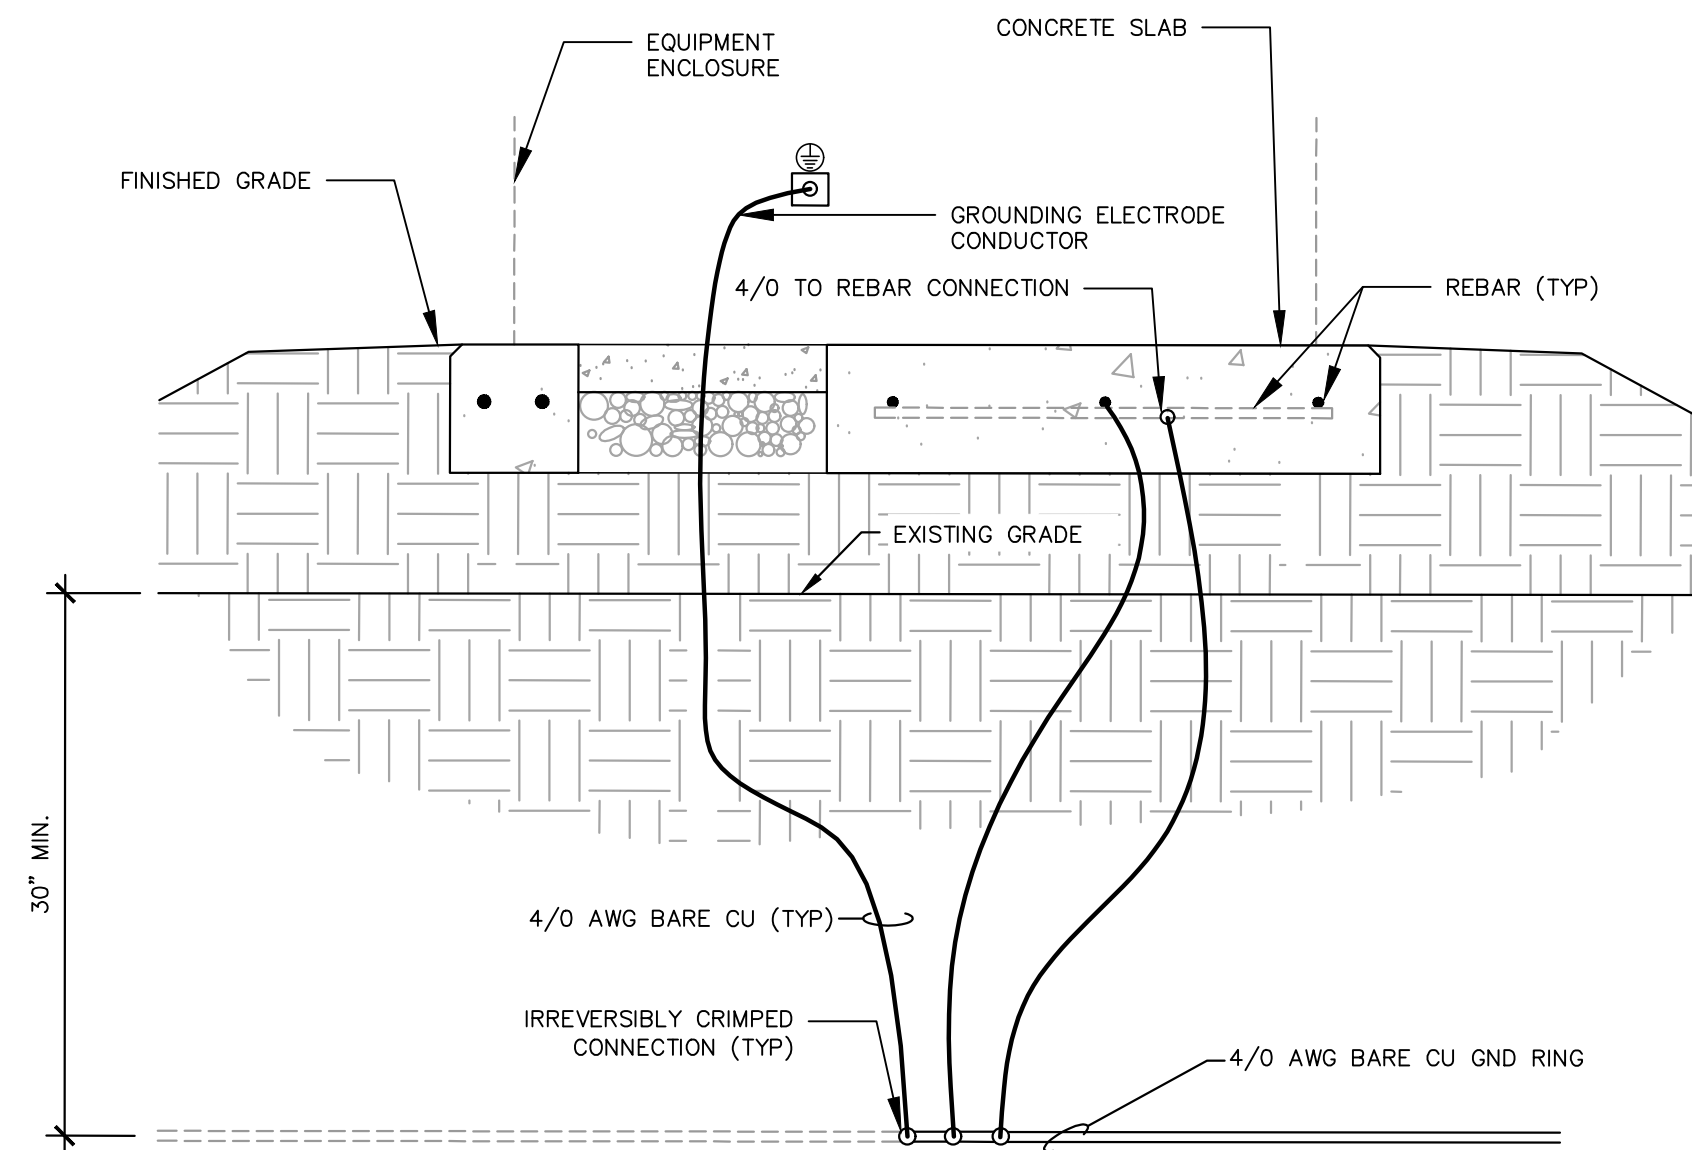 CONCRETE SLAB
EQUIPMENT
ENCLOSURE
FINISHED GRADE
GROUNDING ELECTRODE
CONDUCTOR
4/0 TO REBAR CONNECTION
REBAR (TYP)
EXISTING GRADE
30" MIN.
4/0 AWG BARE CU (TYP)
IRREVERSIBLY CRIMPED
CONNECTION (TYP)
4/0 AWG BARE CU GND RING